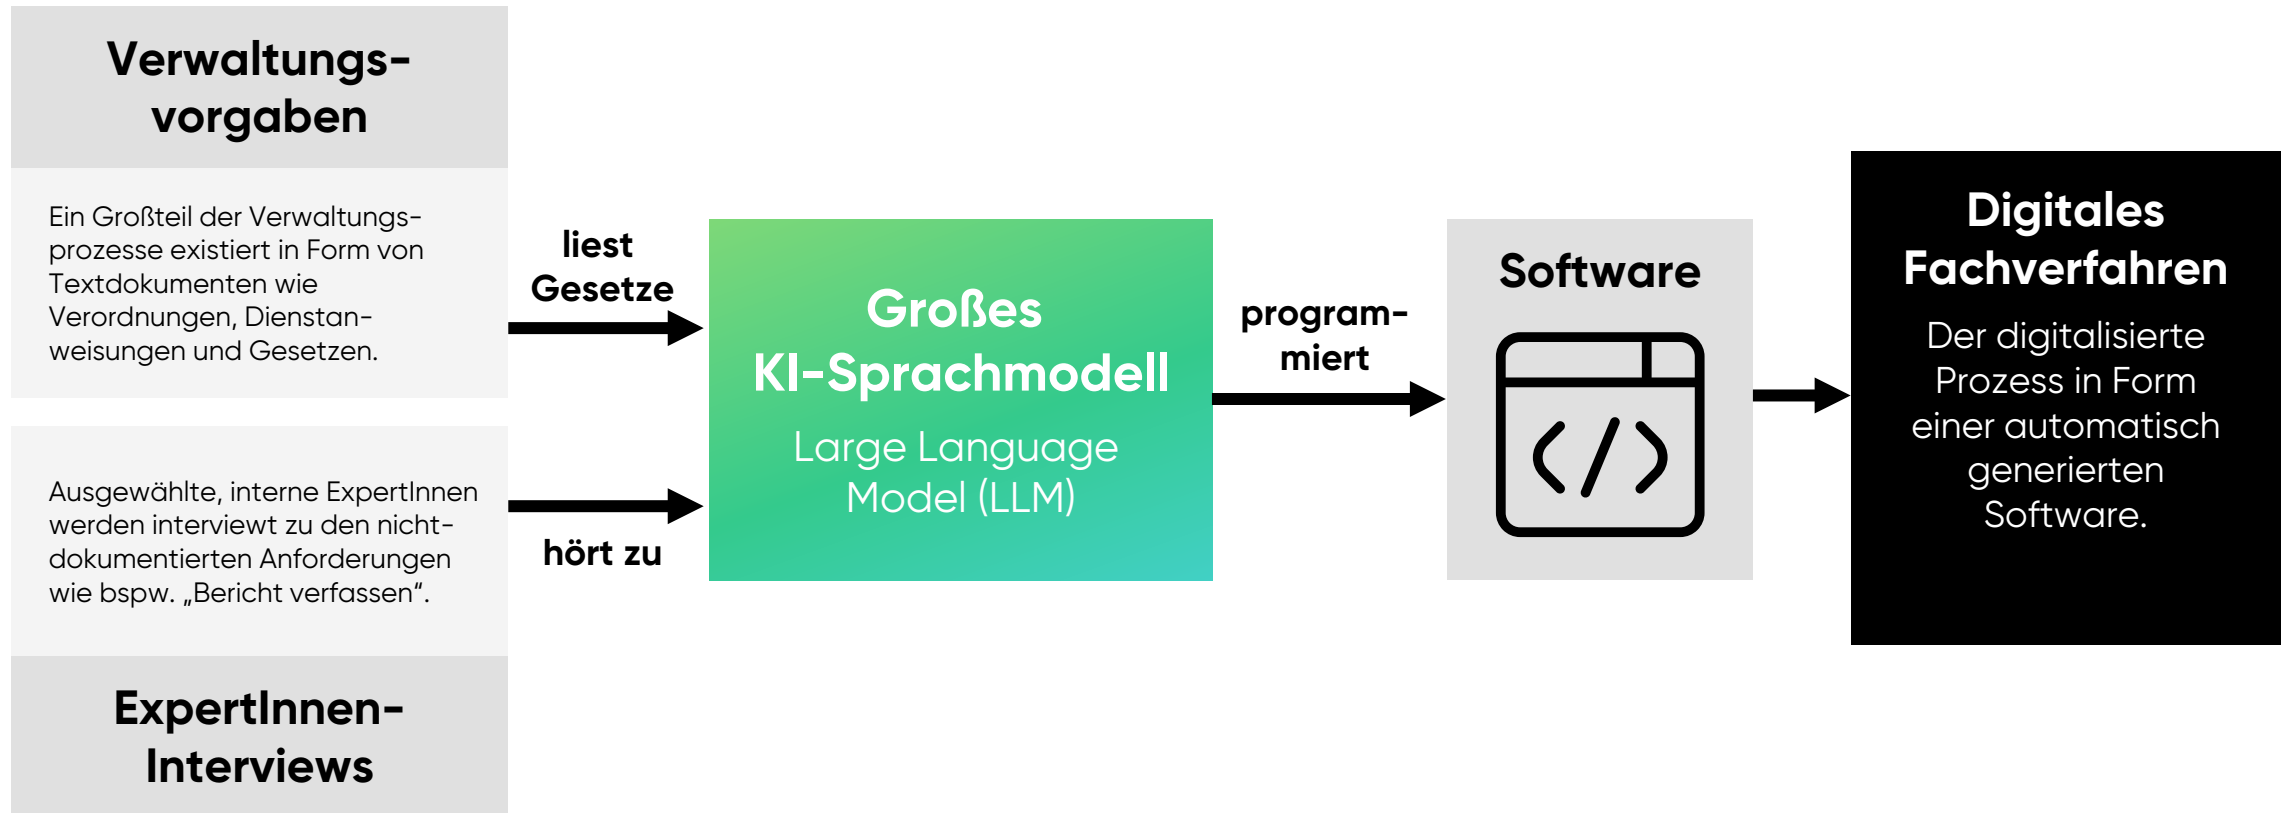 Verwaltungs-
vorgaben
Ein Großteil der Verwaltungs-
prozesse existiert in Form von
Textdokumenten wie
Verordnungen, Dienstan-
weisungen und Gesetzen.
Ausgewählte, interne ExpertInnen
werden interviewt zu den nicht-
dokumentierten Anforderungen
wie bspw. „Bericht verfassen“.
ExpertInnen-
Interviews
liest
Gesetze
hört zu
Großes
KI-Sprachmodell
Large Language
Model (LLM)
program-
miert
Software
</>
Digitales
Fachverfahren
Der digitalisierte
Prozess in Form
einer automatisch
generierten
Software.